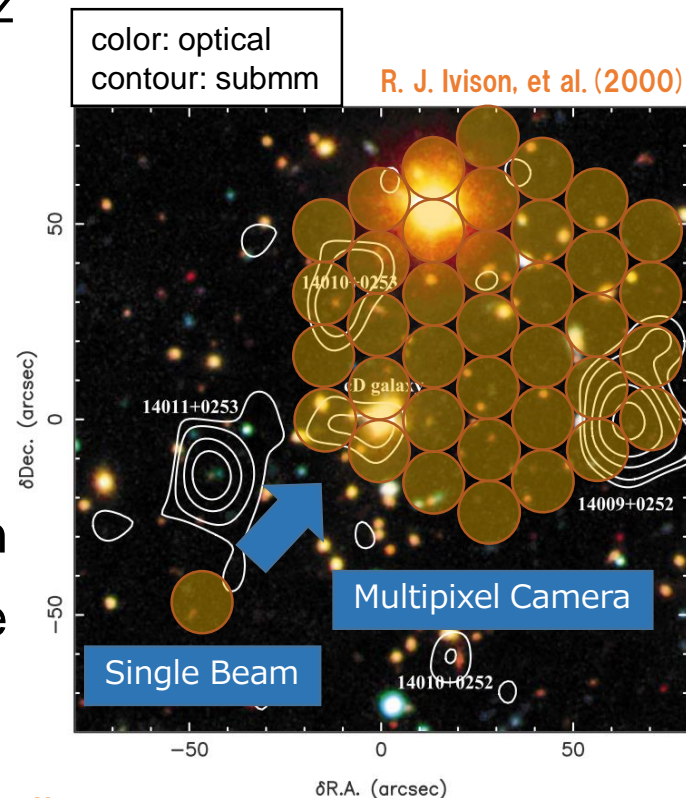 z
color: optical
contour: submm
R. J. Ivison, et al. (2000)
50
14010+0253
cD galaxy
14011+0253
0
δDec. (arcsec)
14009+0252
n
e
Multipixel Camera
−50
Single Beam
14010+0252
−50 0 50
δR.A. (arcsec)